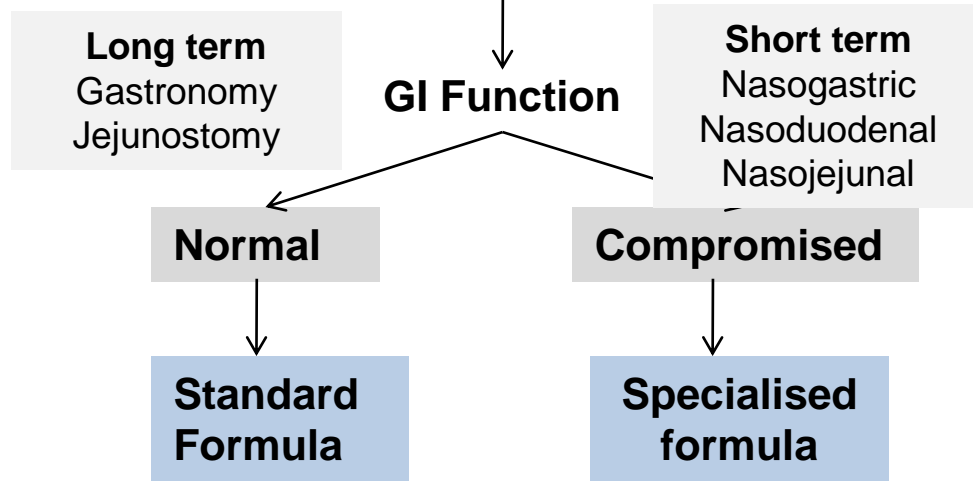 Long term
Gastronomy
Jejunostomy
GI Function
Short term
Nasogastric
Nasoduodenal
Nasojejunal
Normal
Compromised
Standard
Formula
Specialised
formula